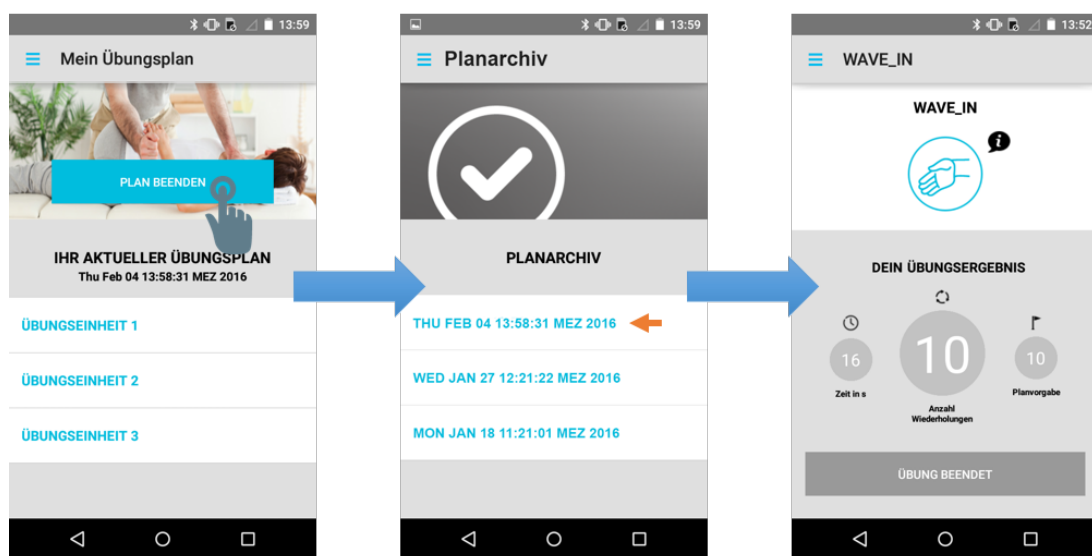 13:59
Mein Übungsplan
PLAN BEENDEN
IHR AKTUELLER ÜBUNGSPLAN
Thu Feb 04 13:58:31 MEZ 2016
ÜBUNGSEINHEIT 1
ÜBUNGSEINHEIT 2
ÜBUNGSEINHEIT 3
13:59
Planarchiv
PLANARCHIV
THU FEB 04 13:58:31 MEZ 2016
WED JAN 27 12:21:22 MEZ 2016
MON JAN 18 11:21:01 MEZ 2016
13:52
WAVE_IN
WAVE_IN
i
DEIN ÜBUNGSERGEBNIS
16
10
10
Zeit in s
Anzahl
Wiederholungen
Planvorgabe
ÜBUNG BEENDET